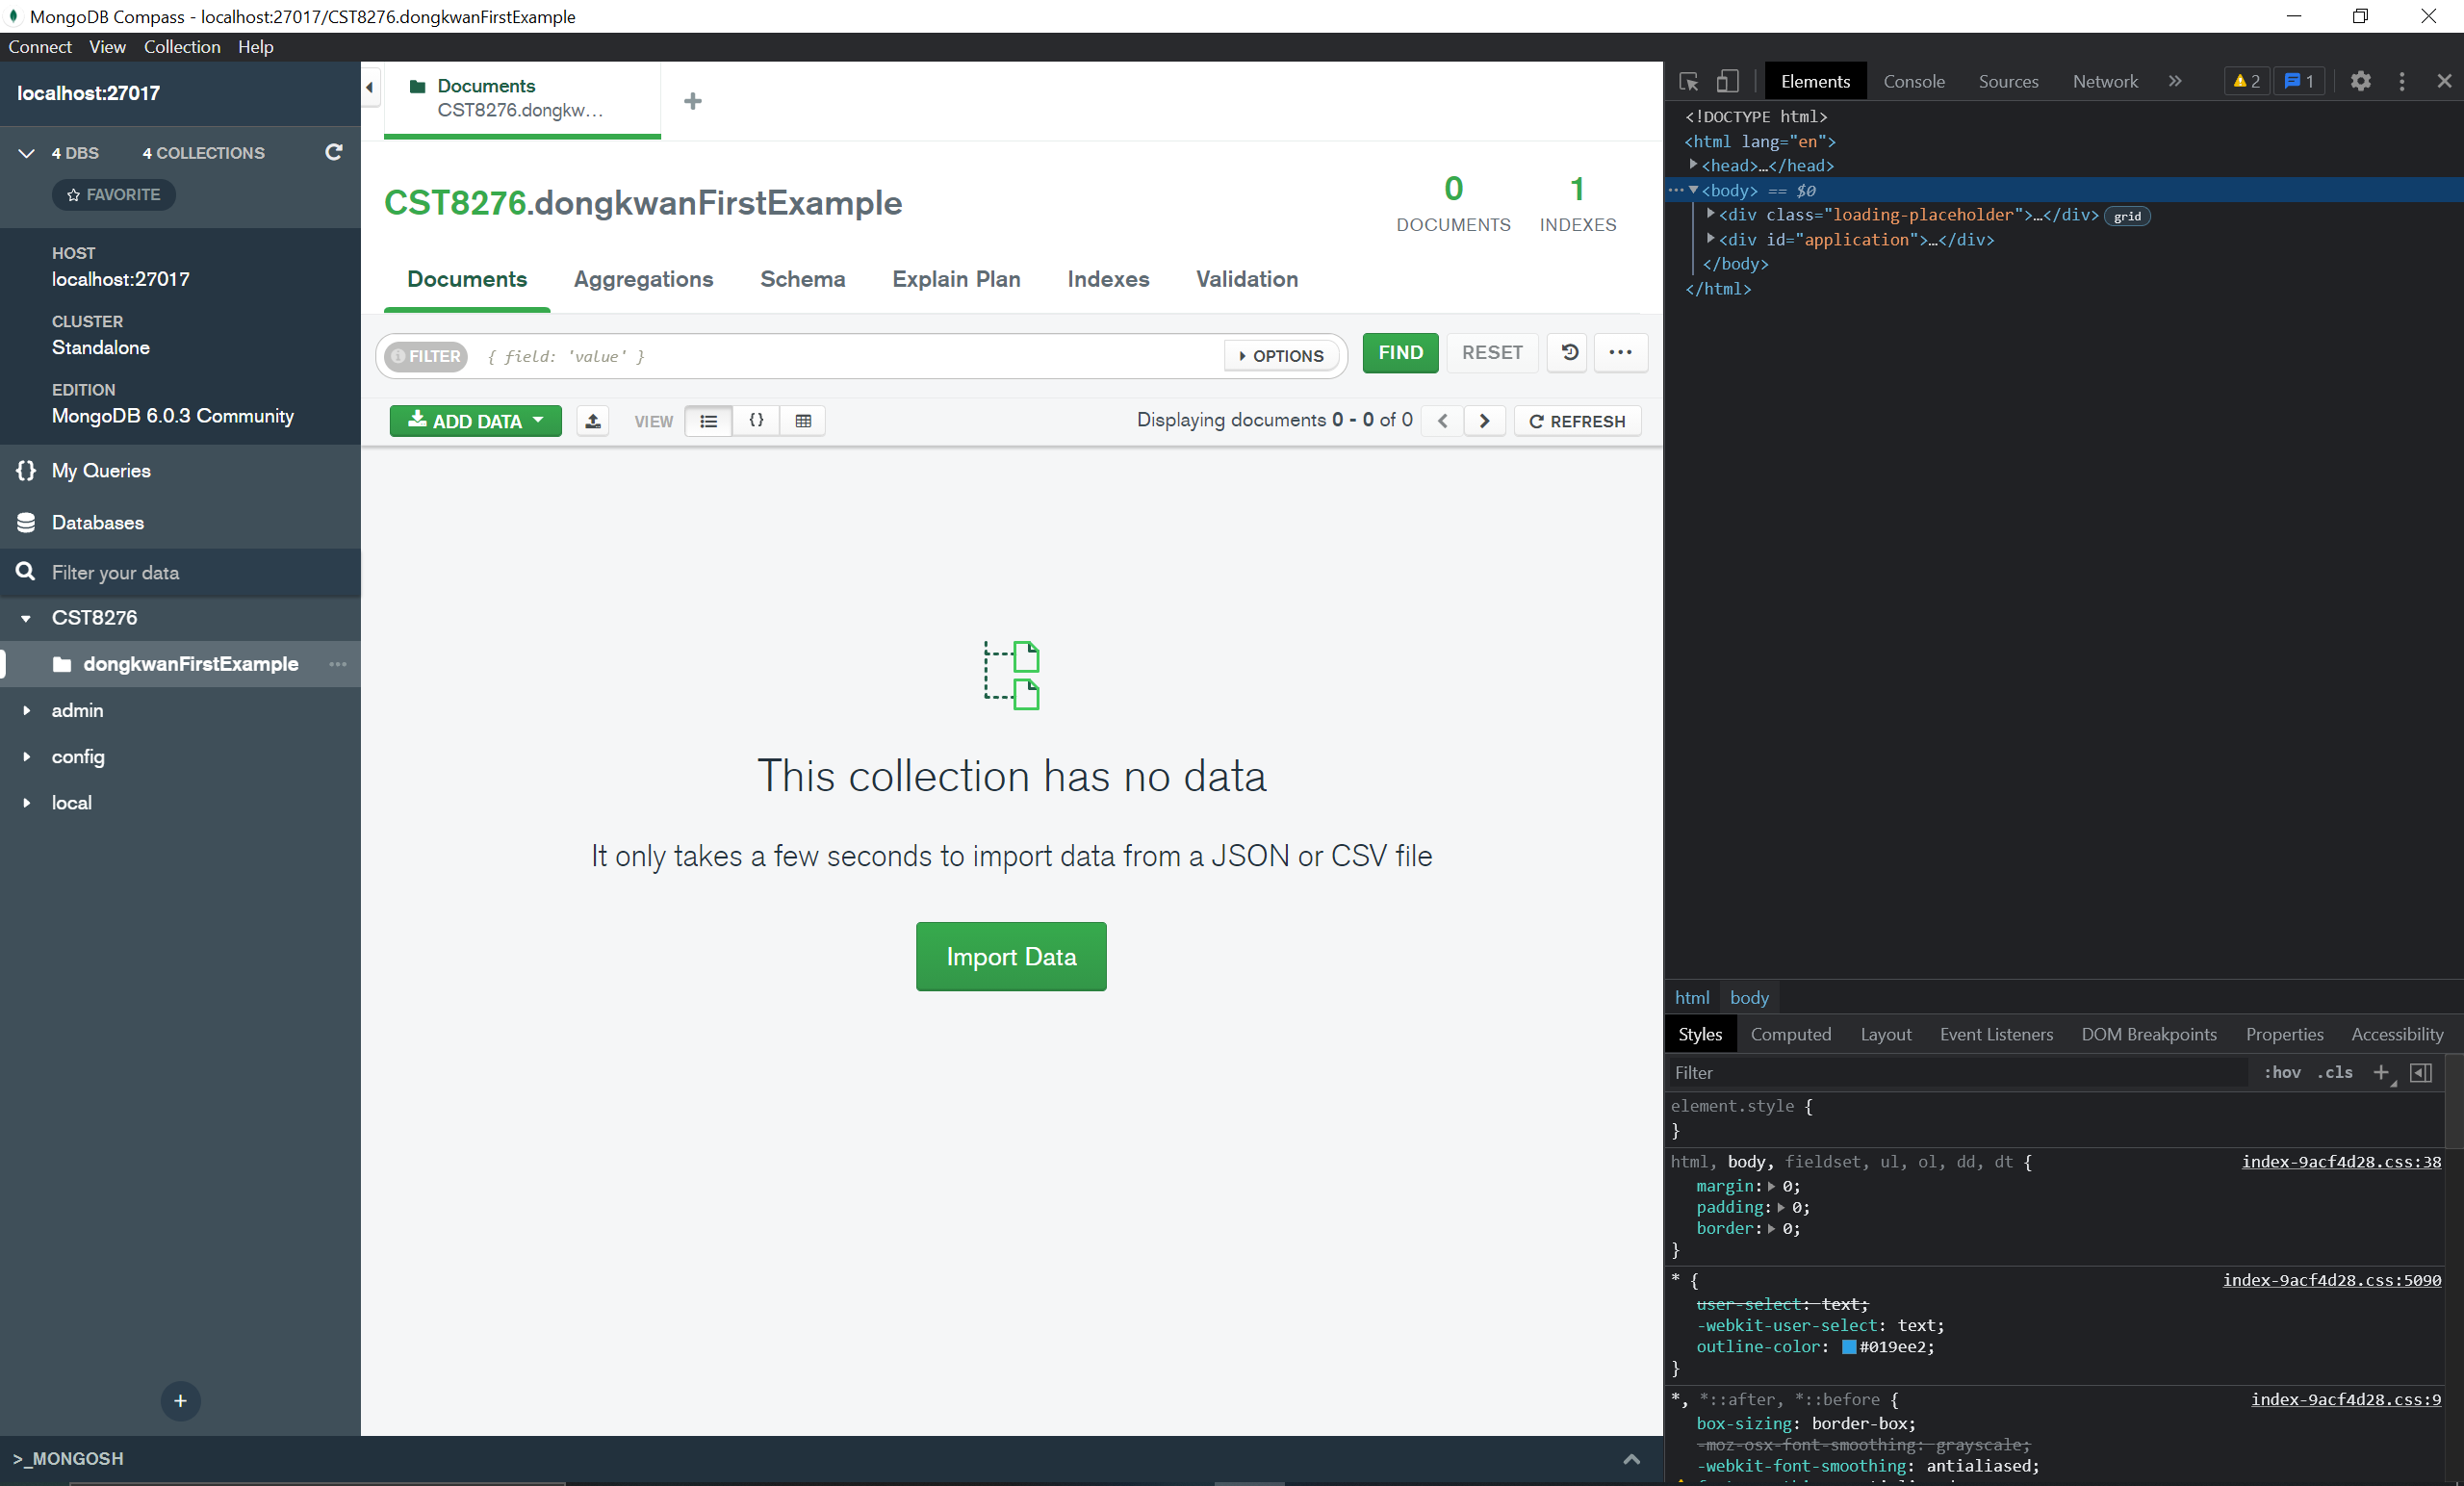 MongoDB Compass - localhost:27017/CST8276.dongkwanFirstExample
Connect View Collection Help
localhost:27017
4 DBS 4 COLLECTIONS
FAVORITE
HOST
localhost:27017
CLUSTER
Standalone
EDITION
MongoDB 6.0.3 Community
{} My Queries
Databases
Filter your data
CST8276
dongkwanFirstExample ...
admin
config
local
+
>_MONGOSH
Documents
CST8276.dongkw...
+
CST8276.dongkwanFirstExample
0
DOCUMENTS
1
INDEXES
Documents Aggregations Schema Explain Plan Indexes Validation
FILTER { field: 'value' } OPTIONS FIND RESET ...
ADD DATA VIEW {} Displaying documents 0 - 0 of 0 < > REFRESH
This collection has no data
It only takes a few seconds to import data from a JSON or CSV file
Import Data
Elements Console Sources Network » 2 1
<!DOCTYPE html>
<html lang="en">
<head>…</head>
… <body> == $0
<div class="loading-placeholder">…</div> grid
<div id="application">…</div>
</body>
</html>
html body
Styles Computed Layout Event Listeners DOM Breakpoints Properties Accessibility
Filter :hov .cls +
element.style {
}
html, body, fieldset, ul, ol, dd, dt { index-9acf4d28.css:38
margin: 0;
padding: 0;
border: 0;
}
* { index-9acf4d28.css:5090
user-select: text;
-webkit-user-select: text;
outline-color: #019ee2;
}
*, *::after, *::before { index-9acf4d28.css:9
box-sizing: border-box;
-moz-osx-font-smoothing: grayscale;
-webkit-font-smoothing: antialiased;